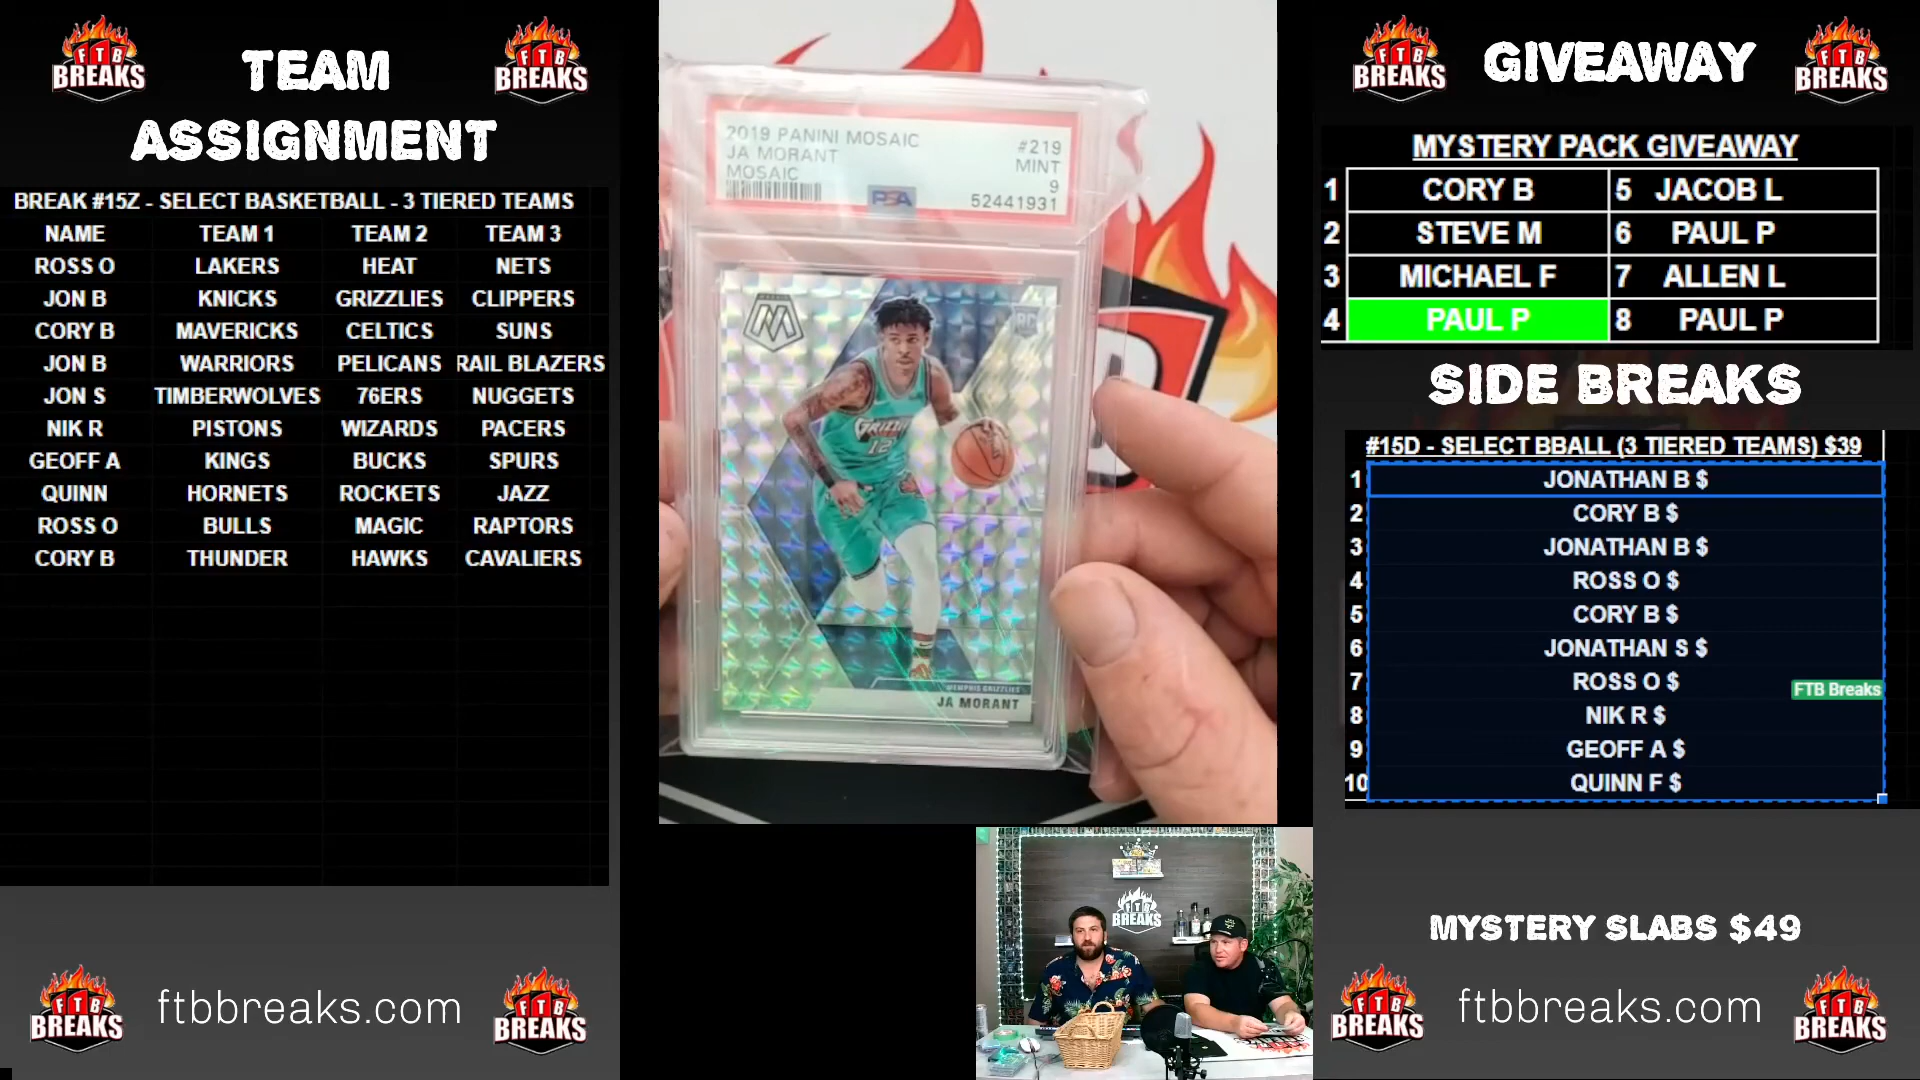 FTB
BREAKS
TEAM
FTB
BREAKS
ASSIGNMENT
BREAK #15Z - SELECT BASKETBALL - 3 TIERED TEAMS
NAME TEAM 1 TEAM 2 TEAM 3
ROSS O LAKERS HEAT NETS
JON B KNICKS GRIZZLIES CLIPPERS
CORY B MAVERICKS CELTICS SUNS
JON B WARRIORS PELICANS RAIL BLAZERS
JON S TIMBERWOLVES 76ERS NUGGETS
NIK R PISTONS WIZARDS PACERS
GEOFF A KINGS BUCKS SPURS
QUINN HORNETS ROCKETS JAZZ
ROSS O BULLS MAGIC RAPTORS
CORY B THUNDER HAWKS CAVALIERS
FTB
BREAKS
ftbbreaks.com
FTB
BREAKS
2019 PANINI MOSAIC #219
JA MORANT MINT
MOSAIC 9
PSA 52441931
RC
GRIZZ
12
MEMPHIS GRIZZLIES
JA MORANT
FTB
BREAKS
FTB
BREAKS
GIVEAWAY
FTB
BREAKS
MYSTERY PACK GIVEAWAY
1 CORY B 5 JACOB L
2 STEVE M 6 PAUL P
3 MICHAEL F 7 ALLEN L
4 PAUL P 8 PAUL P
SIDE BREAKS
#15D - SELECT BBALL (3 TIERED TEAMS) $39
1 JONATHAN B $
2 CORY B $
3 JONATHAN B $
4 ROSS O $
5 CORY B $
6 JONATHAN S $
7 ROSS O $
FTB Breaks
8 NIK R $
9 GEOFF A $
10 QUINN F $
MYSTERY SLABS $49
FTB
BREAKS
ftbbreaks.com
FTB
BREAKS